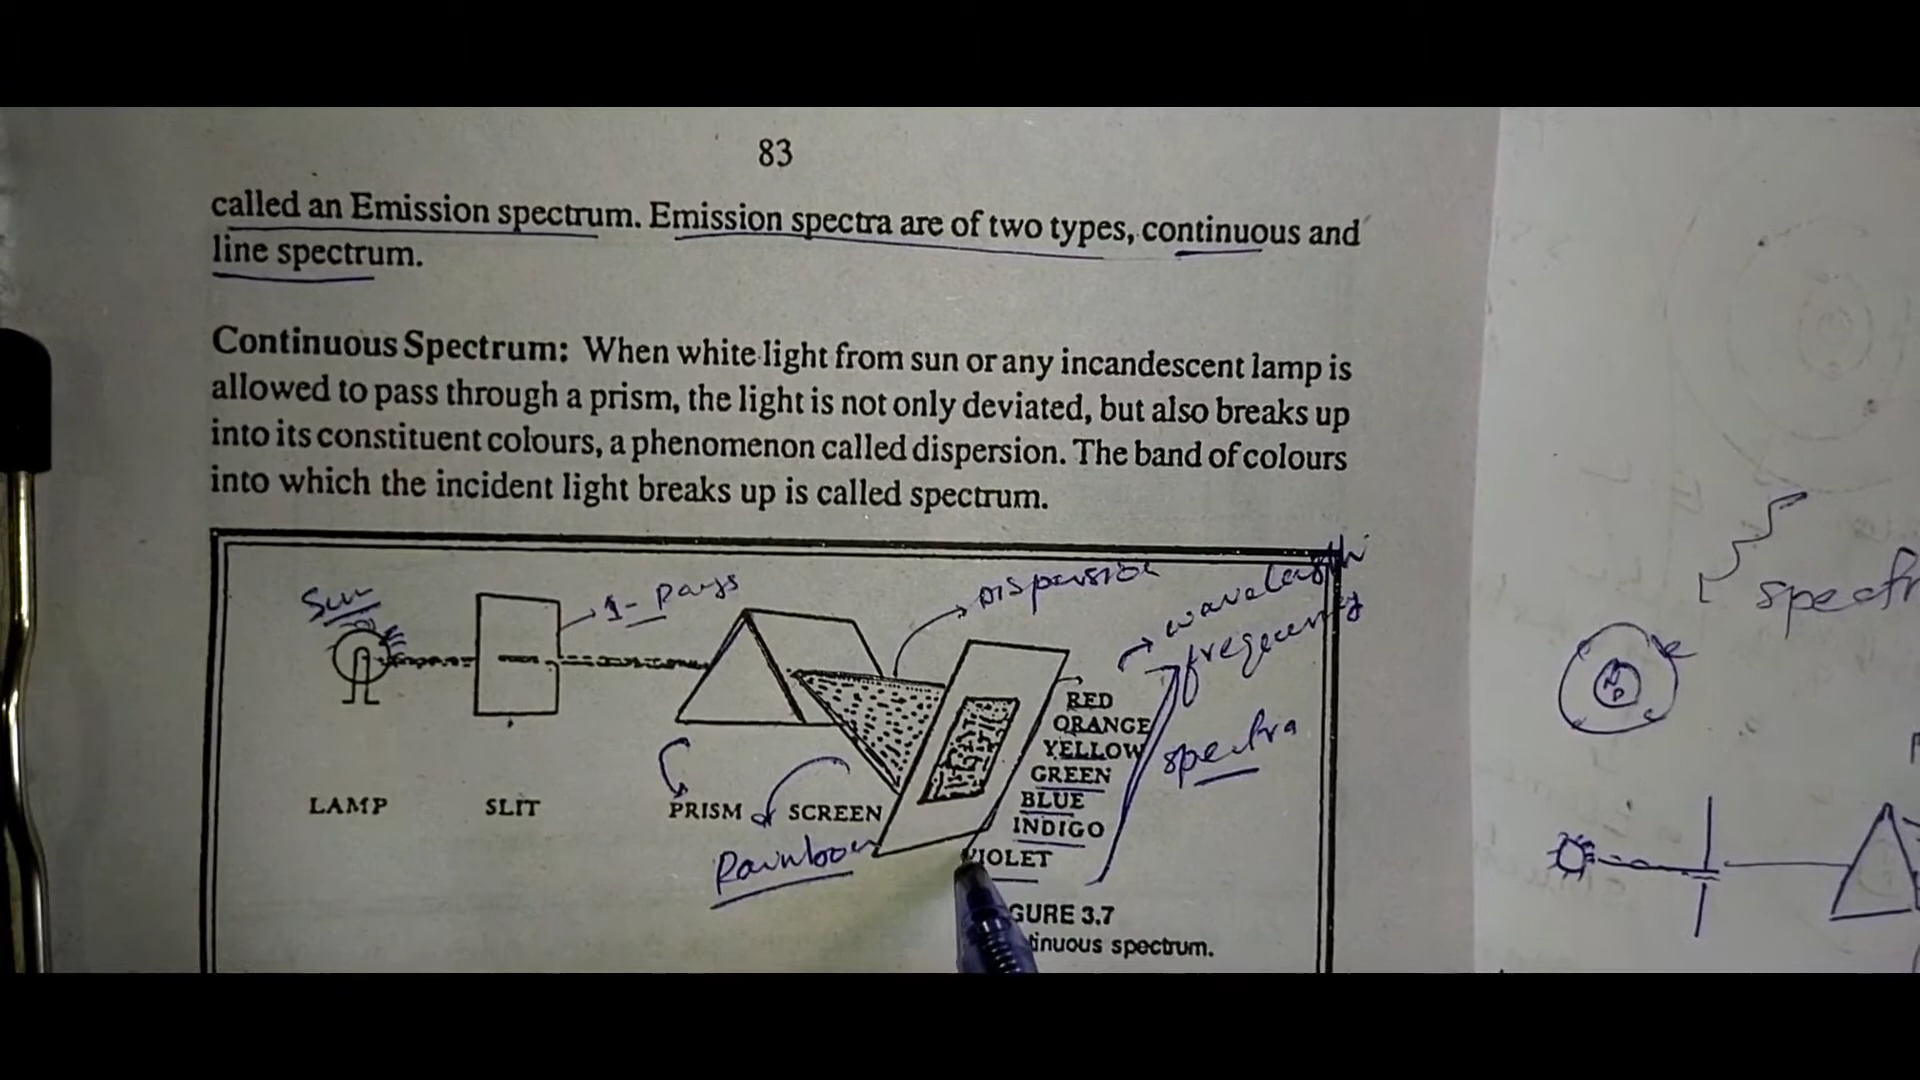 83
called an Emission spectrum. Emission spectra are of two types, continuous and
line spectrum.
Continuous Spectrum: When white light from sun or any incandescent lamp is
allowed to pass through a prism, the light is not only deviated, but also breaks up
into its constituent colours, a phenomenon called dispersion. The band of colours
into which the incident light breaks up is called spectrum.
Sun
1-Rays
Dispersion
wavelength
frequency
RED
ORANGE
YELLOW
GREEN
BLUE
INDIGO
VIOLET
spectra
LAMP
SLIT
PRISM
SCREEN
Rainbow
GURE 3.7
tinuous spectrum.
spectr